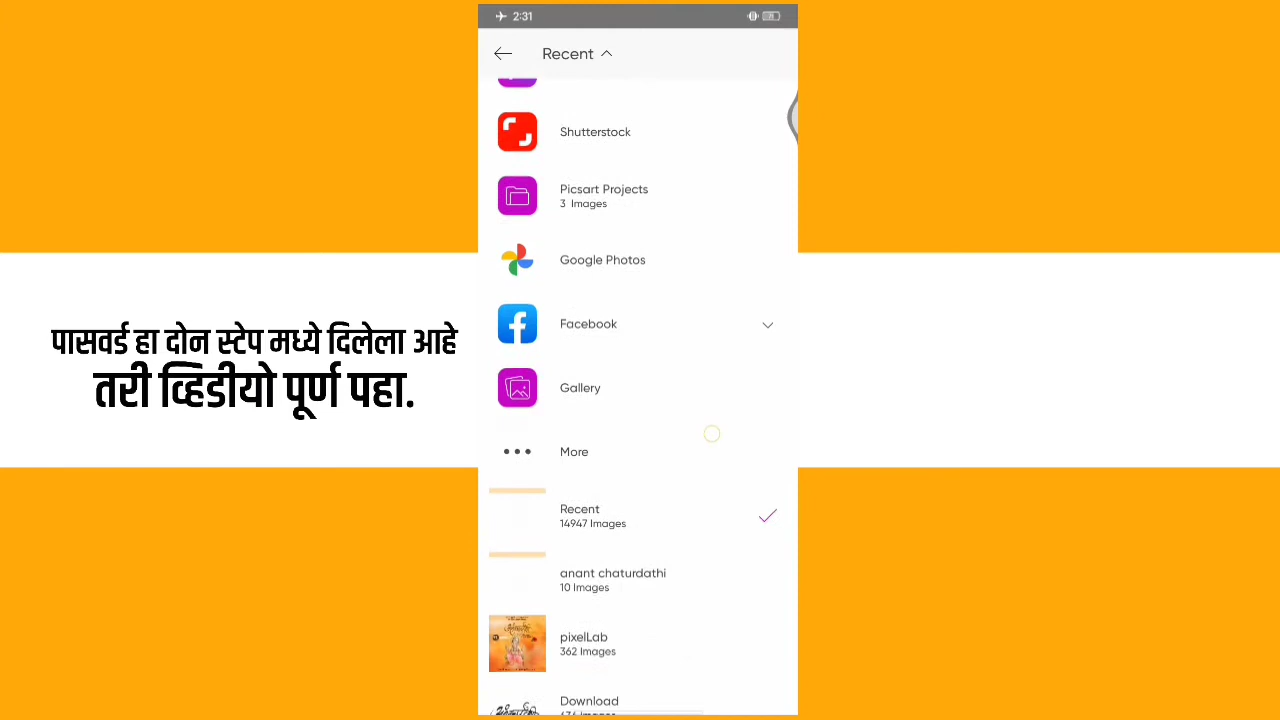 2:31
Recent
Shutterstock
Picsart Projects
3 Images
Google Photos
Facebook
Gallery
More
Recent
14947 Images
anant chaturdathi
10 Images
pixelLab
362 Images
Download
पासवर्ड हा दोन स्टेप मध्ये दिलेला आहे
तरी व्हिडीयो पूर्ण पहा.